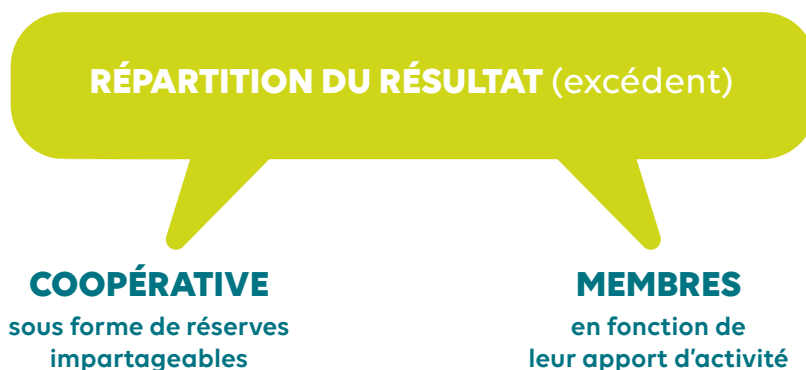 RÉPARTITION DU RÉSULTAT (excédent)
COOPÉRATIVE
sous forme de réserves
impartageables
MEMBRES
en fonction de
leur apport d'activité